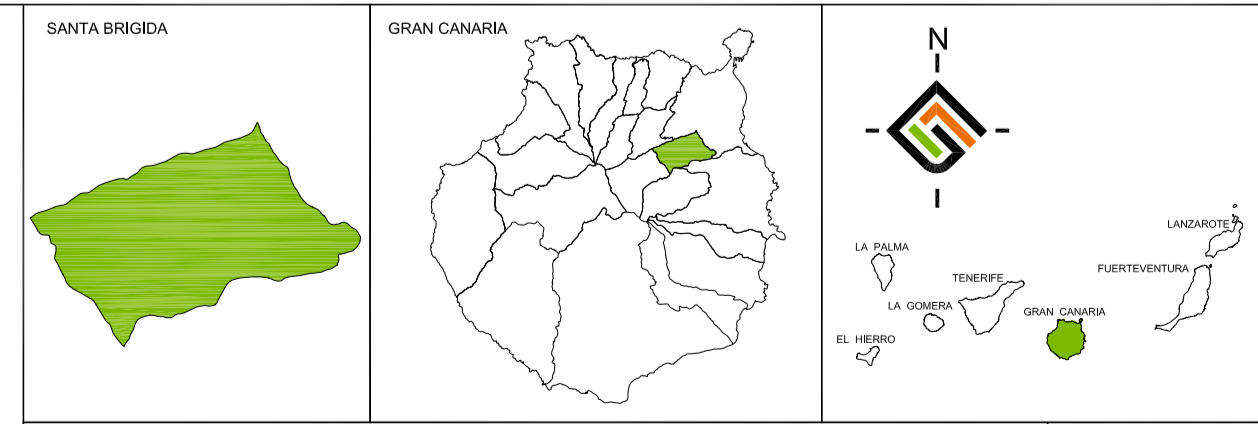 SANTA BRIGIDA
GRAN CANARIA
N
LANZAROTE
LA PALMA
FUERTEVENTURA
TENERIFE
LA GOMERA
GRAN CANARIA
EL HIERRO